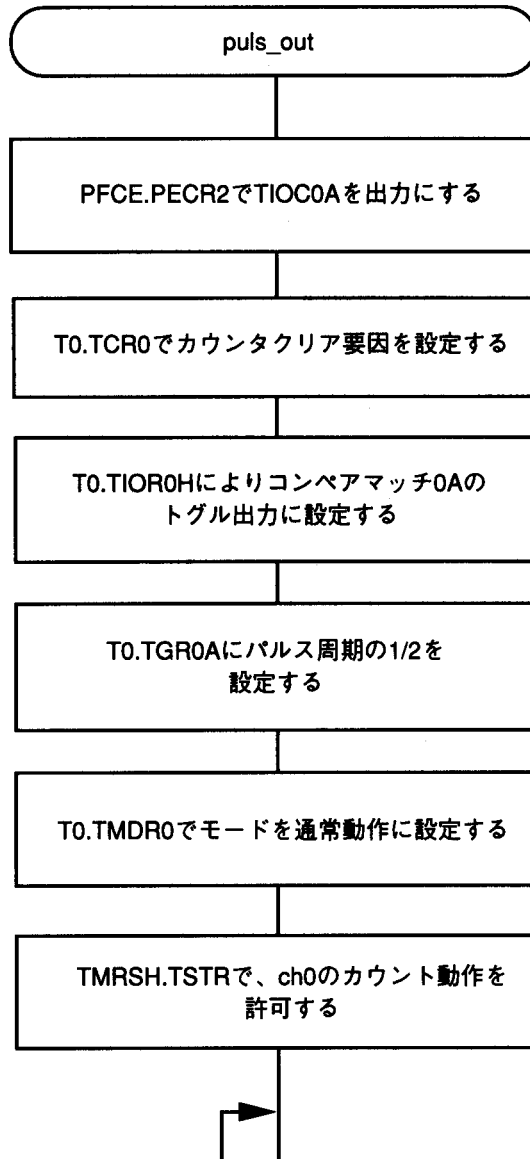 puls_out
PFCE.PECR2でTIOC0Aを出力にする
T0.TCR0でカウンタクリア要因を設定する
T0.TIOR0Hによりコンペアマッチ0Aの
トグル出力に設定する
T0.TGR0Aにパルス周期の1/2を
設定する
T0.TMDR0でモードを通常動作に設定する
TMRSH.TSTRで、ch0のカウント動作を
許可する